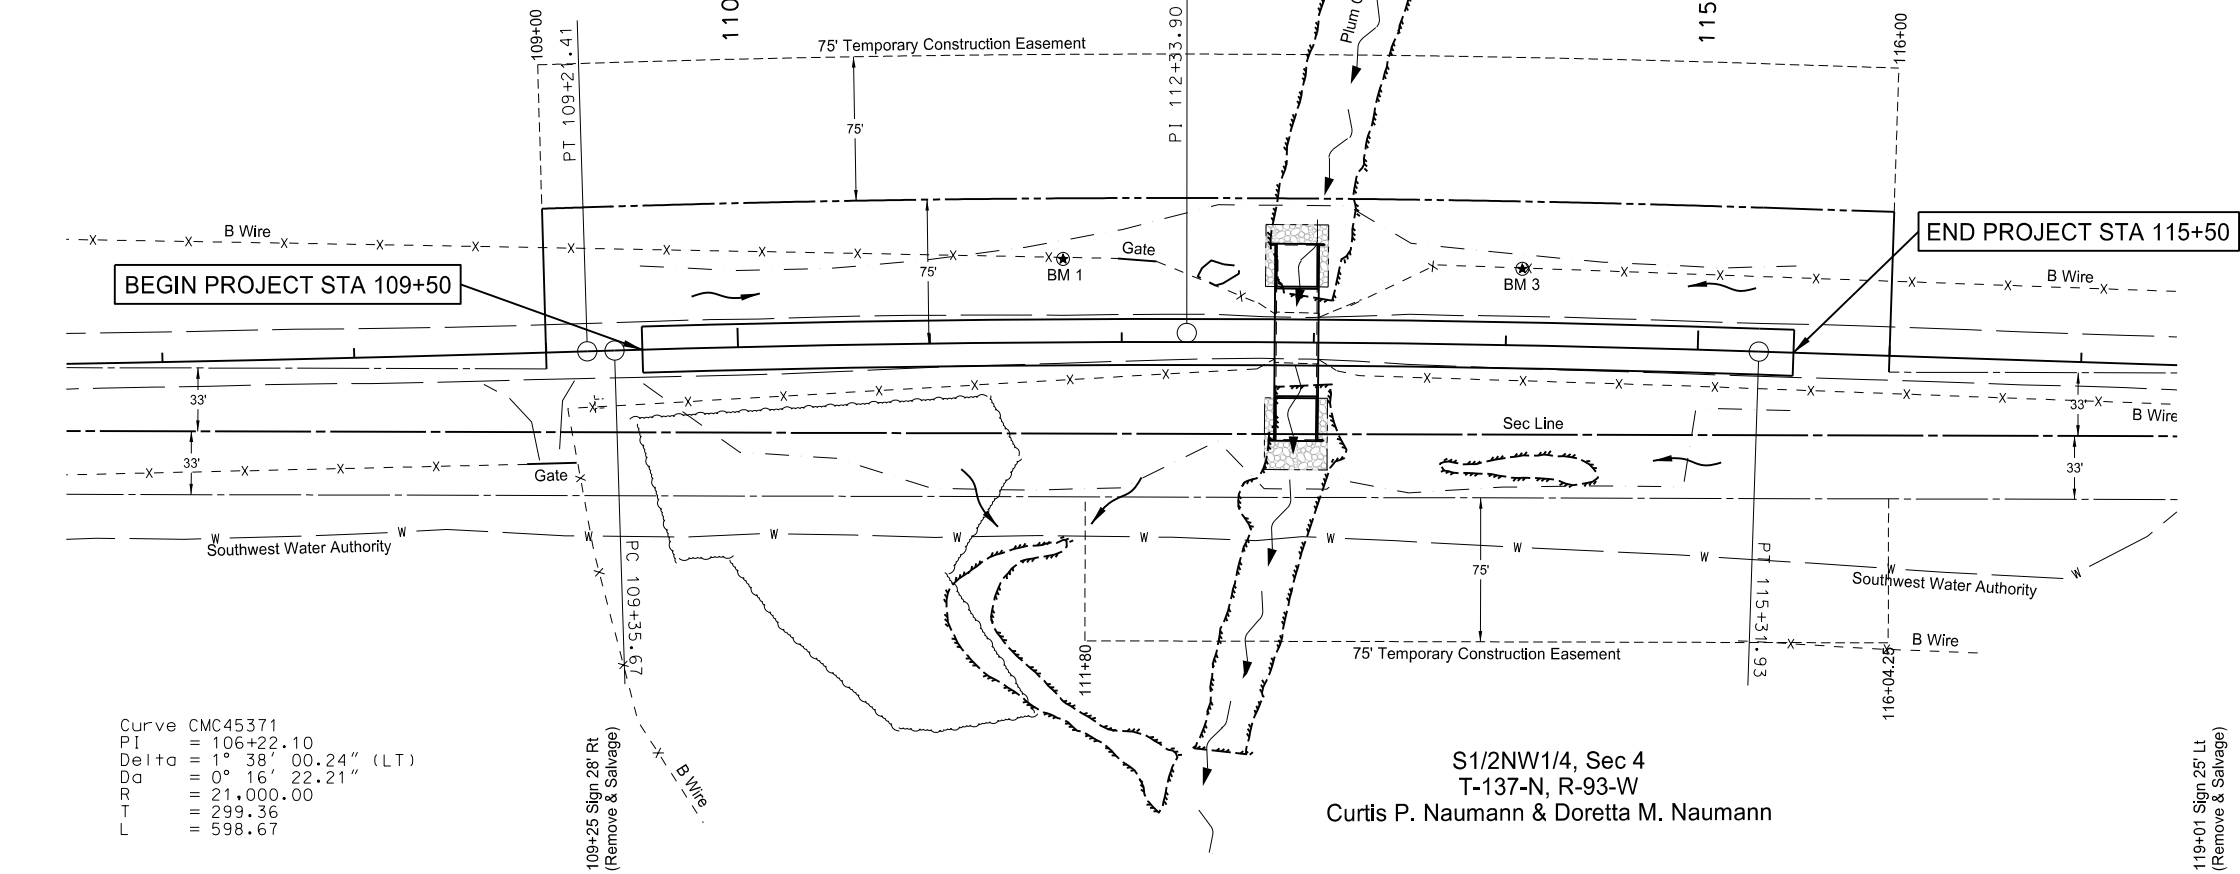 109+00
PT 109+21.41
110
75' Temporary Construction Easement
PI 112+33.90
Plum
115
116+00
75'
B Wire
BEGIN PROJECT STA 109+50
75'
BM 1
Gate
BM 3
END PROJECT STA 115+50
B Wire
33'
33'
Gate
Sec Line
33'
33'
B Wire
Southwest Water Authority
W W W W W W W W W W W
PC 109+35.67
75'
PT 115+31.93
Southwest Water Authority
111+80
75' Temporary Construction Easement
116+04.25
B Wire
B Wire
Curve CMC45371
PI = 106+22.10
Delta = 1° 38' 00.24" (LT)
Da = 0° 16' 22.21"
R = 21,000.00
T = 299.36
L = 598.67
109+25 Sign 28' Rt
(Remove & Salvage)
S1/2NW1/4, Sec 4
T-137-N, R-93-W
Curtis P. Naumann & Doretta M. Naumann
119+01 Sign 25' Lt
(Remove & Salvage)